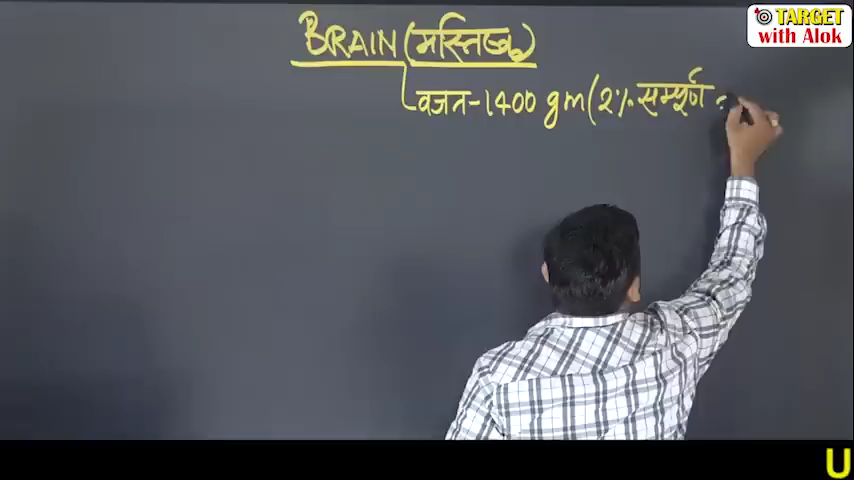 TARGET
with Alok
BRAIN (मस्तिष्क)
वजन-1400 gm (2% सम्पूर्ण
U